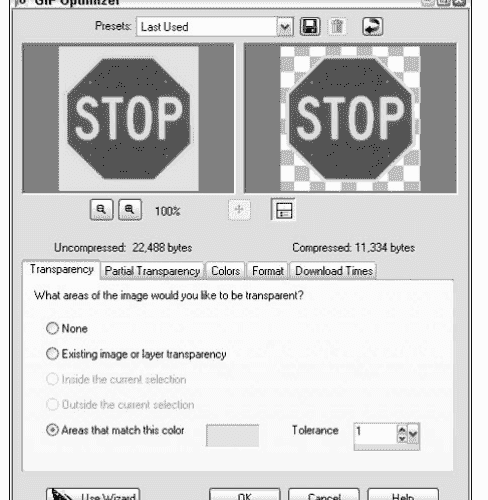 GIF Optimizer
Presets: Last Used
STOP STOP
100%
Uncompressed: 22,488 bytes Compressed: 11,334 bytes
Transparency Partial Transparency Colors Format Download Times
What areas of the image would you like to be transparent?
None
Existing image or layer transparency
Inside the current selection
Outside the current selection
Areas that match this color Tolerance 1
Use Wizard OK Cancel Help